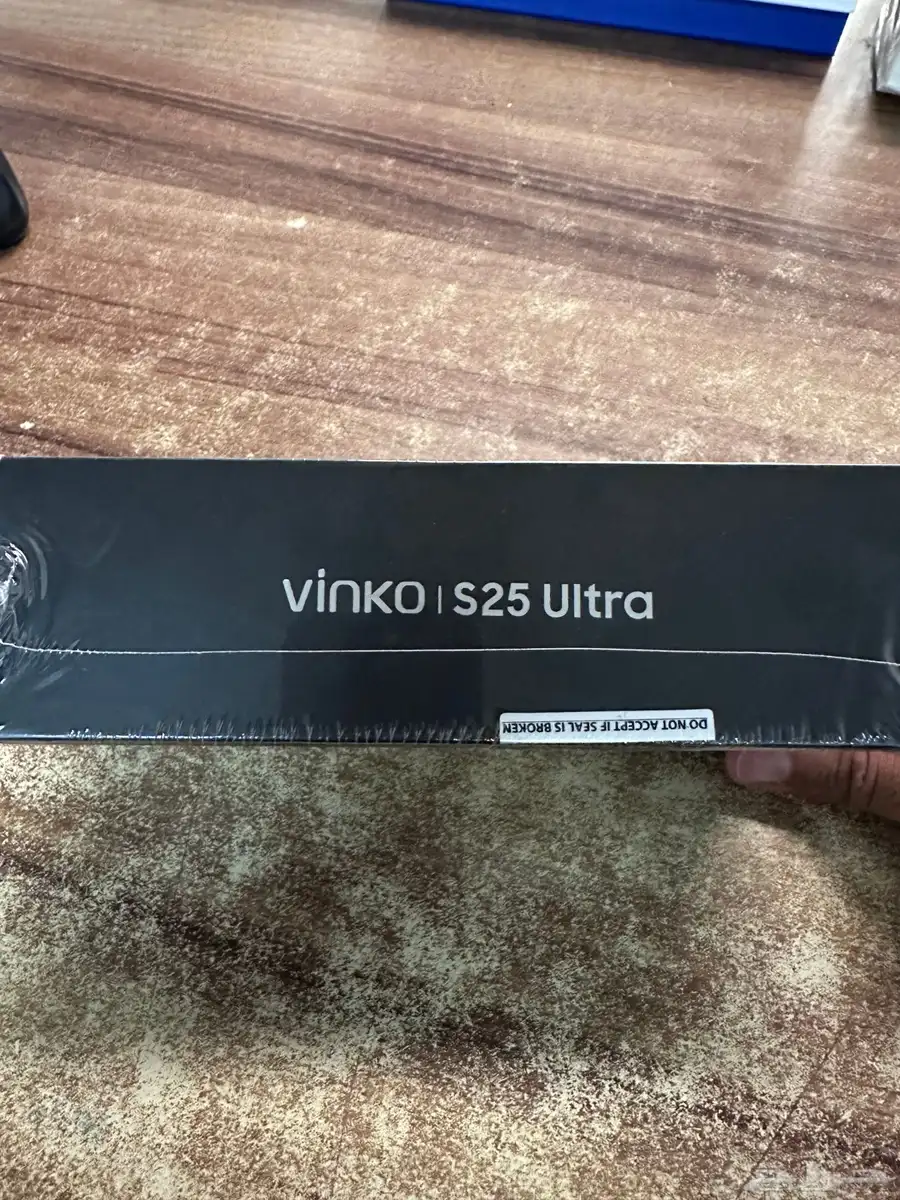 vinko | S25 Ultra
DO NOT ACCEPT IF SEAL IS BROKEN